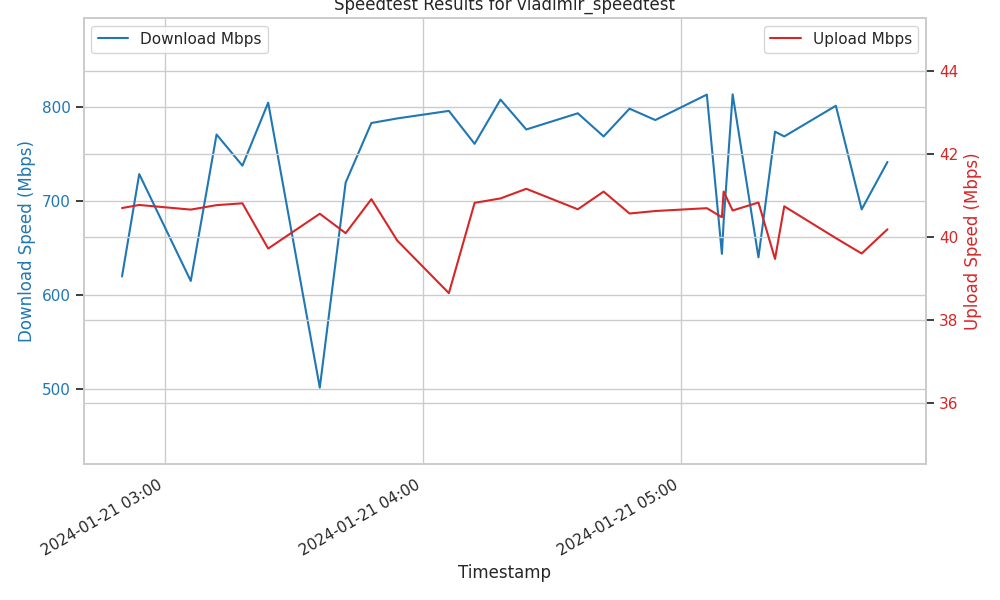 Speedtest Results for vladimir_speedtest
Download Mbps
Upload Mbps
Download Speed (Mbps)
800
700
600
500
44
42
40
38
36
Upload Speed (Mbps)
2024-01-21 03:00
2024-01-21 04:00
2024-01-21 05:00
Timestamp